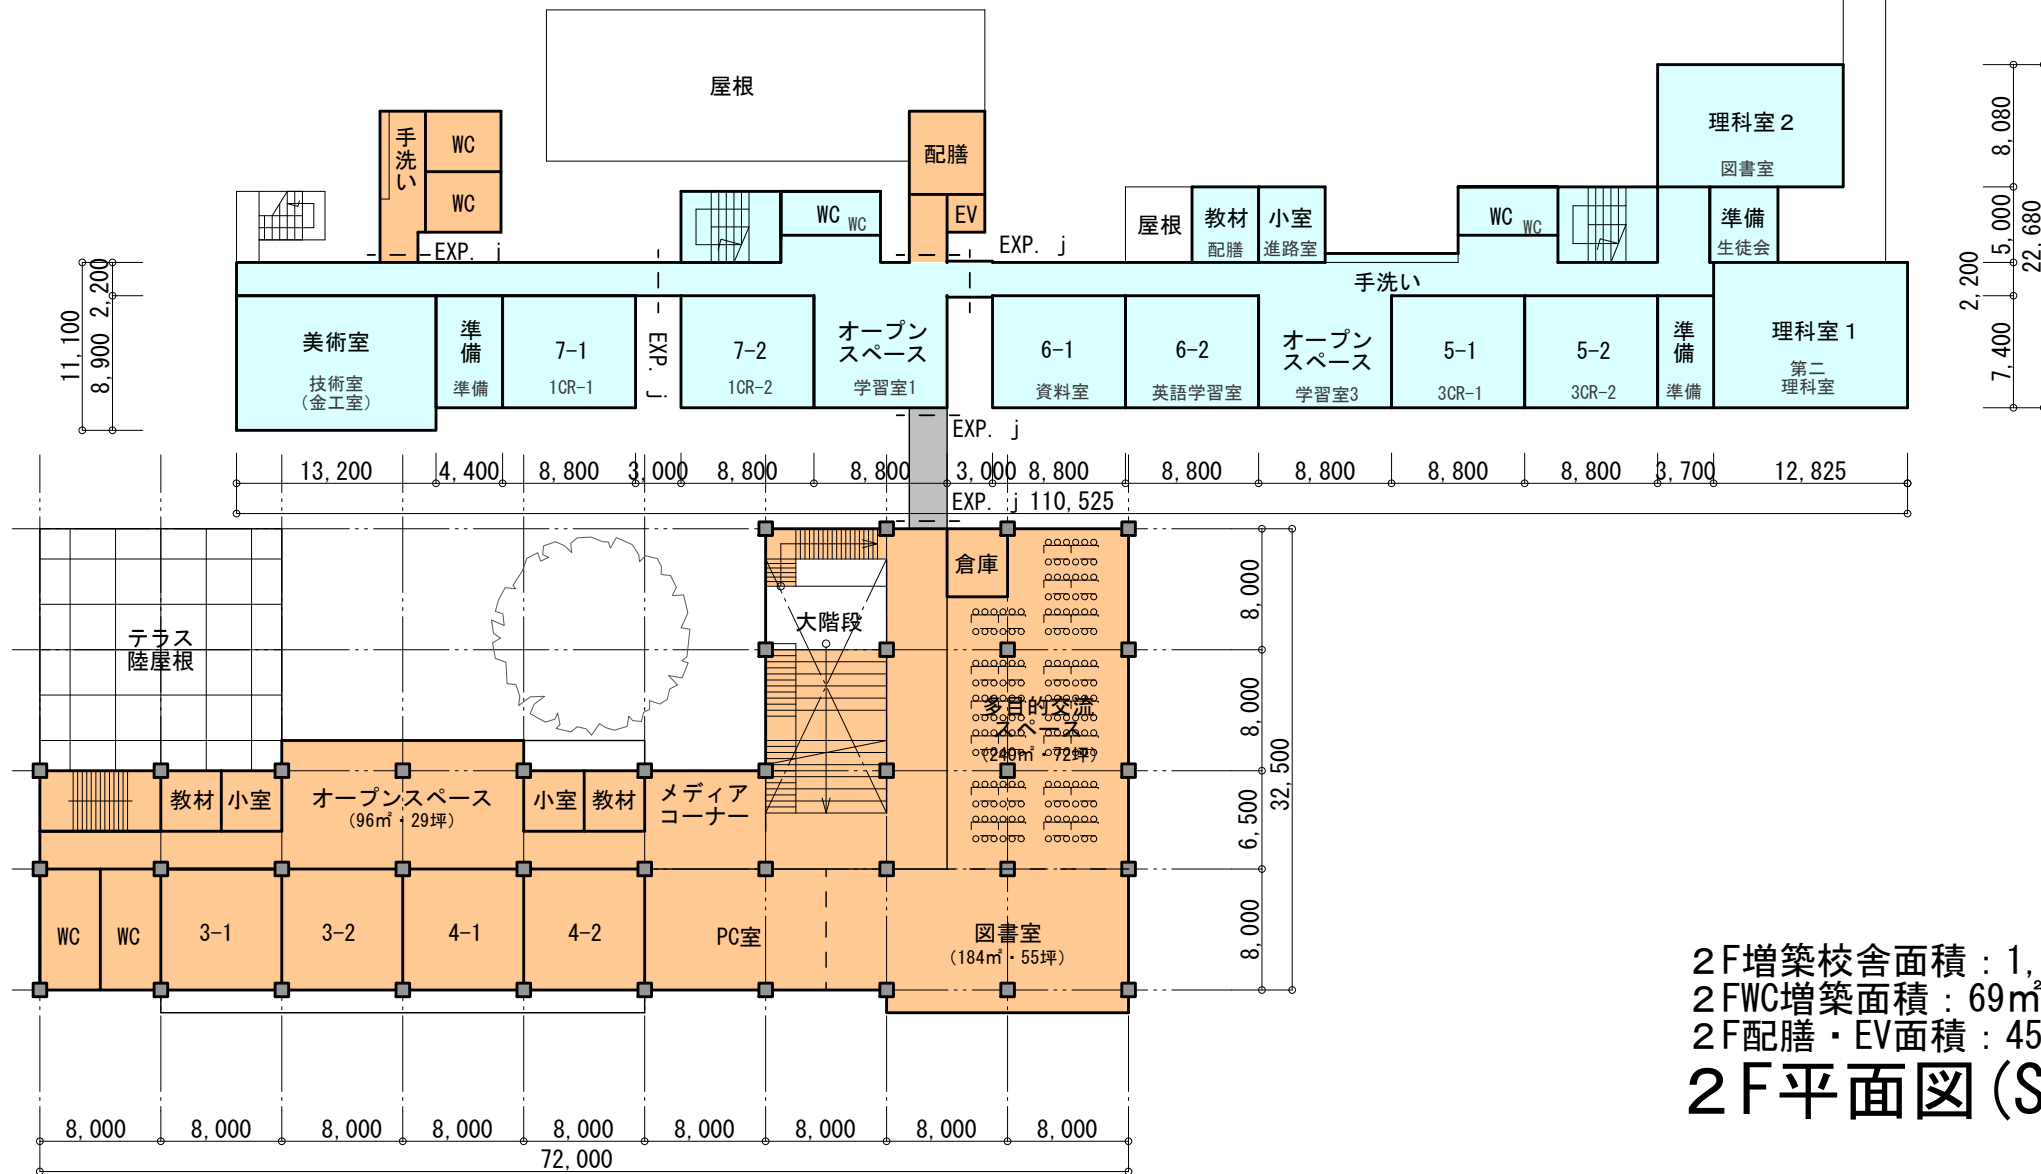 屋根
理科室２
図書室
手洗い
WC
WC
配膳
EV
WC
WC
屋根
教材
配膳
小室
進路室
WC
WC
準備
生徒会
EXP. j
EXP. j
手洗い
美術室
技術室
(金工室)
準備
準備
7-1
1CR-1
EXP. j
7-2
1CR-2
オープン
スペース
学習室1
6-1
資料室
6-2
英語学習室
オープン
スペース
学習室3
5-1
3CR-1
5-2
3CR-2
準備
準備
理科室１
第二
理科室
11,100
8,900
2,200
8,080
5,000
2,200
7,400
22,680
EXP. j
13,200
4,400
8,800
3,000
8,800
8,800
3,000
8,800
8,800
8,800
8,800
8,800
3,700
12,825
EXP. j
110,525
テラス
陸屋根
大階段
倉庫
多目的交流
スペース
(240㎡・72坪)
教材
小室
オープンスペース
(96㎡・29坪)
小室
教材
メディア
コーナー
WC
WC
3-1
3-2
4-1
4-2
PC室
図書室
(184㎡・55坪)
8,000
8,000
6,500
8,000
32,500
8,000
8,000
8,000
8,000
8,000
8,000
8,000
8,000
8,000
72,000
２F増築校舎面積：1,
２FWC増築面積：69㎡
２F配膳・EV面積：45
２F平面図(S